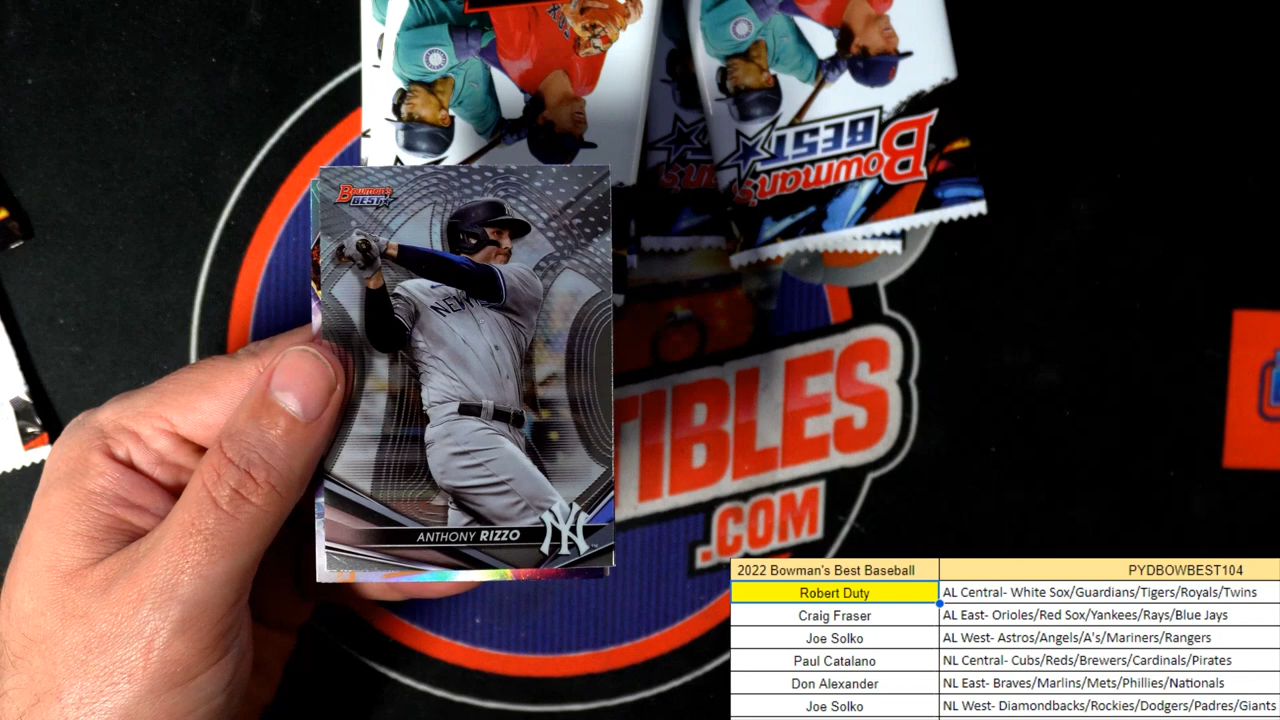 BOWMAN'S
BEST
BOWMAN'S
BEST
NEW
ANTHONY RIZZO
NY
TIBLES
.COM
2022 Bowman's Best Baseball PYDBOWBEST104
Robert Duty AL Central- White Sox/Guardians/Tigers/Royals/Twins
Craig Fraser AL East- Orioles/Red Sox/Yankees/Rays/Blue Jays
Joe Solko AL West- Astros/Angels/A's/Mariners/Rangers
Paul Catalano NL Central- Cubs/Reds/Brewers/Cardinals/Pirates
Don Alexander NL East- Braves/Marlins/Mets/Phillies/Nationals
Joe Solko NL West- Diamondbacks/Rockies/Dodgers/Padres/Giants